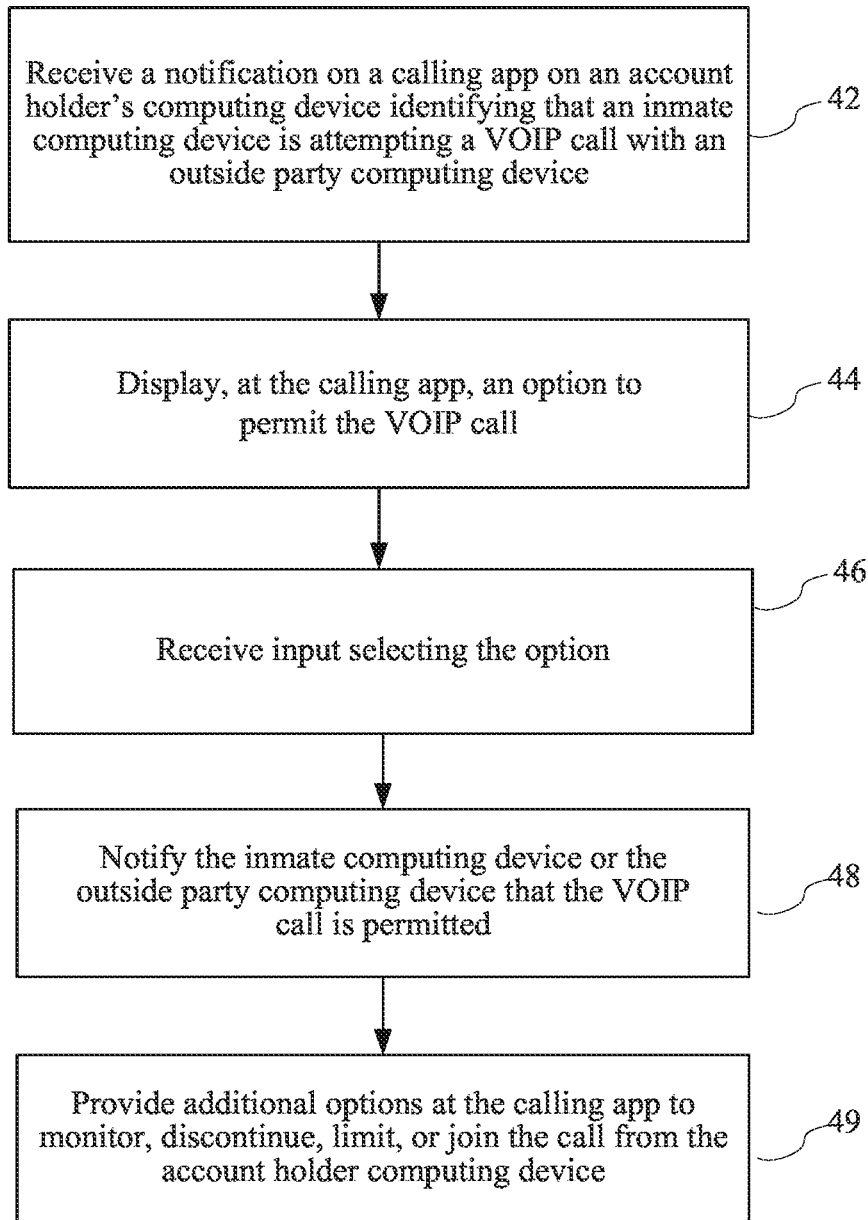 Receive a notification on a calling app on an account
holder's computing device identifying that an inmate
computing device is attempting a VOIP call with an
outside party computing device
42
Display, at the calling app, an option to
permit the VOIP call
44
46
Receive input selecting the option
Notify the inmate computing device or the
outside party computing device that the VOIP
call is permitted
48
Provide additional options at the calling app to
monitor, discontinue, limit, or join the call from the
account holder computing device
49